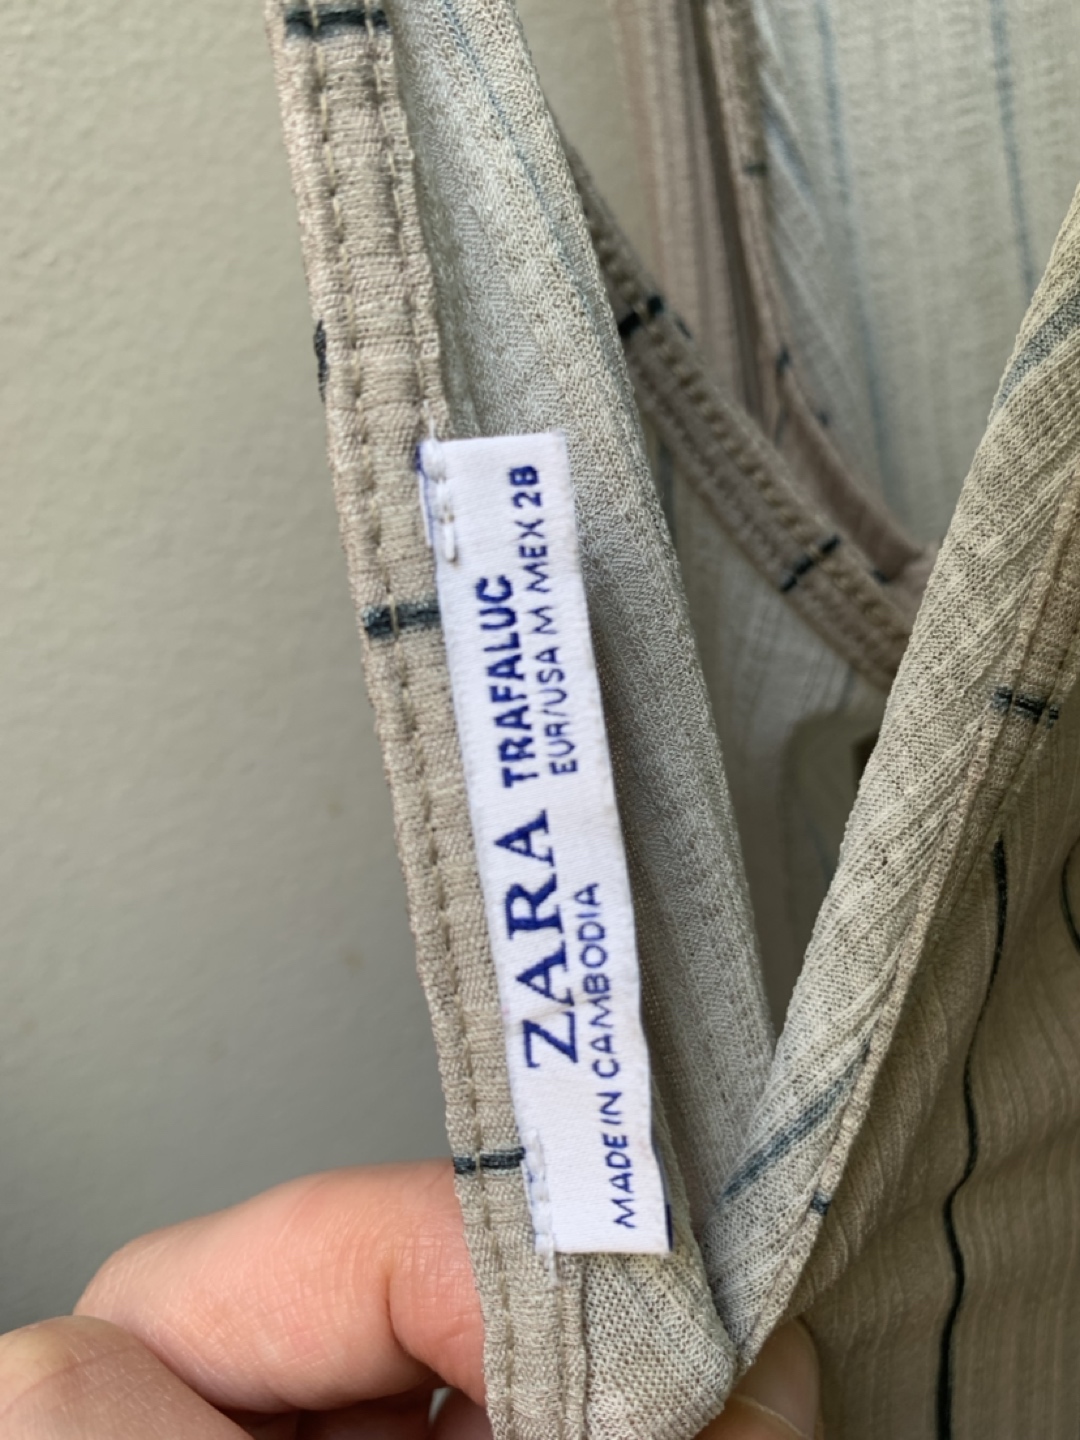 ZARA TRAFALUC
EUR/USA M MEX 28
MADE IN CAMBODIA